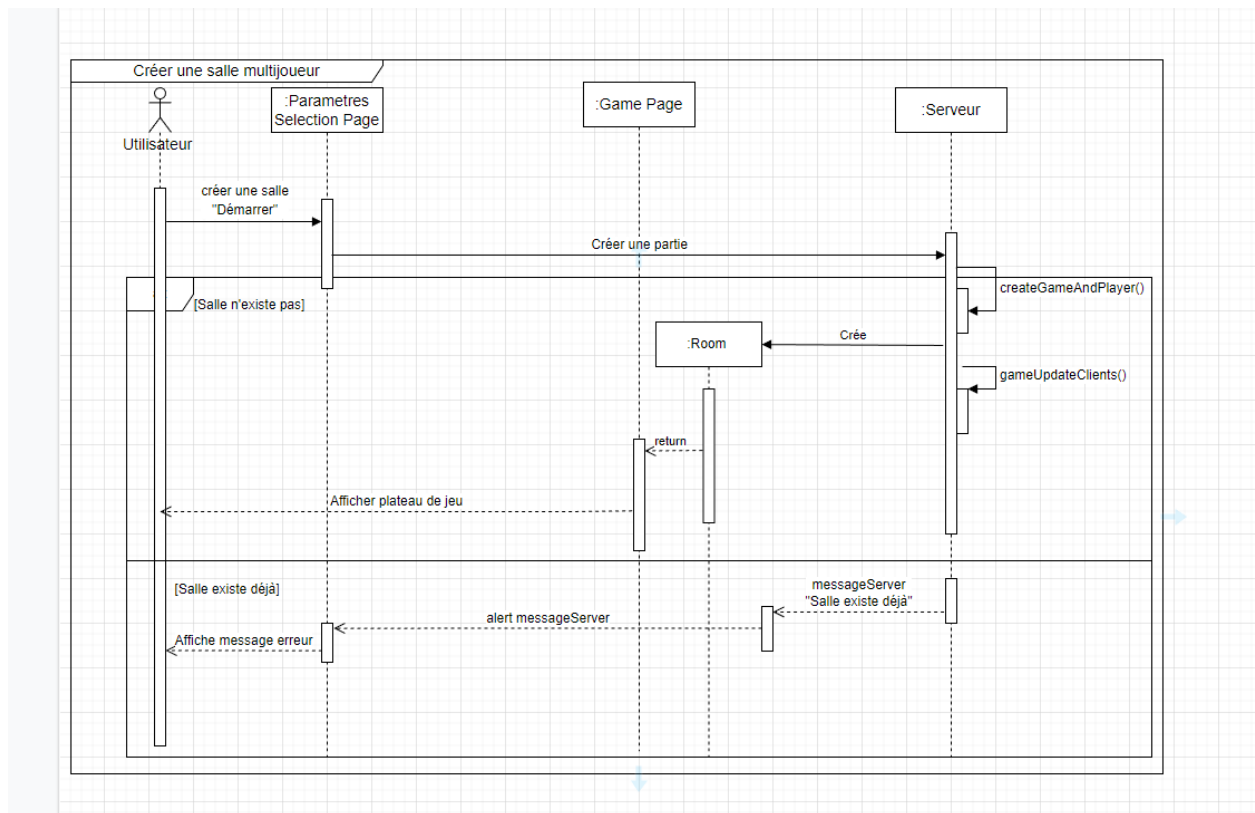 Créer une salle multijoueur
:Parametres
Selection Page
:Game Page
:Serveur
Utilisateur
créer une salle
"Démarrer"
Créer une partie
createGameAndPlayer()
[Salle n'existe pas]
:Room
Crée
gameUpdateClients()
return
Afficher plateau de jeu
[Salle existe déjà]
messageServer
"Salle existe déjà"
alert messageServer
Affiche message erreur